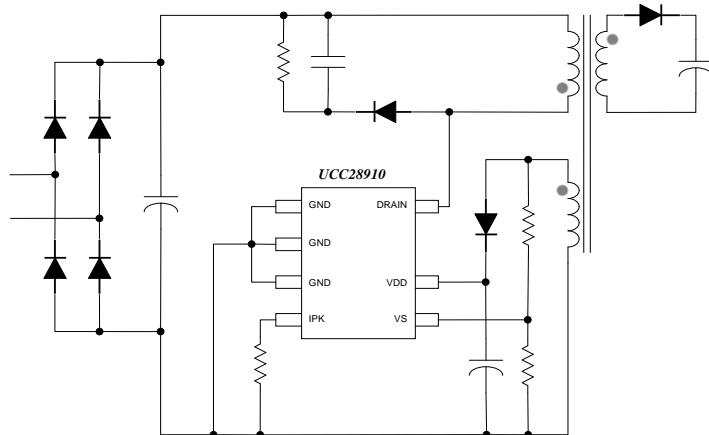 UCC28910
GND DRAIN
GND
GND VDD
IPK VS